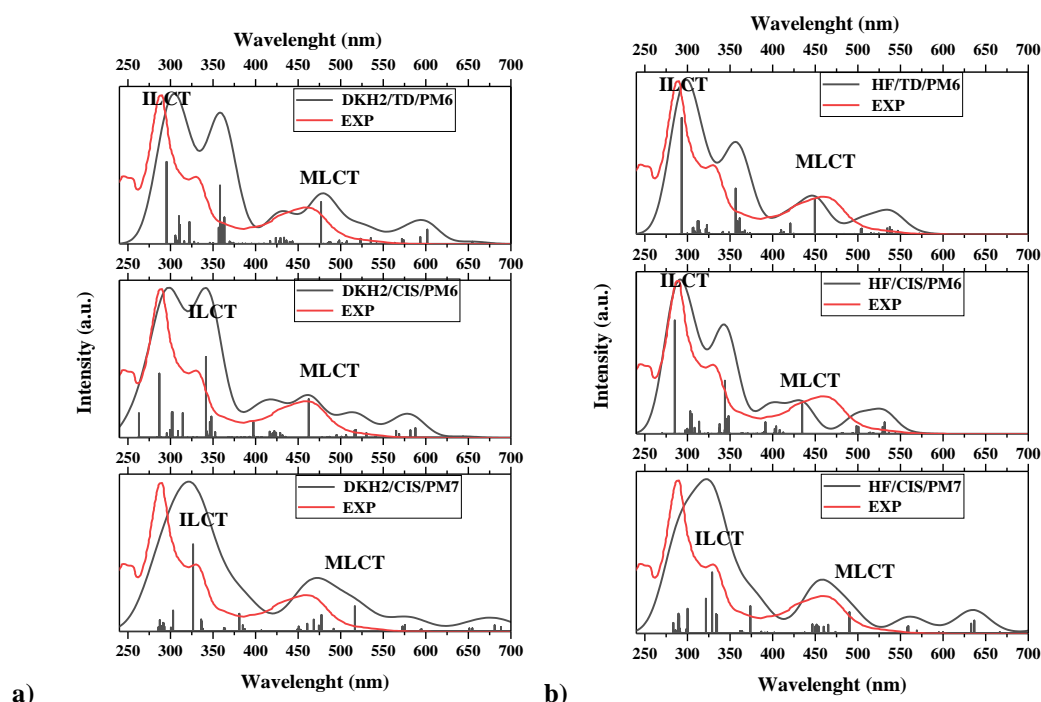 Wavelenght (nm)
250 300 350 400 450 500 550 600 650 700
ILCT
DKH2/TD/PM6
EXP
MLCT
250 300 350 400 450 500 550 600 650 700
DKH2/CIS/PM6
EXP
ILCT
MLCT
Intensity (a.u.)
250 300 350 400 450 500 550 600 650 700
DKH2/CIS/PM7
EXP
ILCT
MLCT
250 300 350 400 450 500 550 600 650 700
Wavelenght (nm)
a)
Wavelenght (nm)
250 300 350 400 450 500 550 600 650 700
ILCT
HF/TD/PM6
EXP
MLCT
250 300 350 400 450 500 550 600 650 700
ILCT
HF/CIS/PM6
EXP
MLCT
Intensity (a.u.)
250 300 350 400 450 500 550 600 650 700
HF/CIS/PM7
EXP
ILCT
MLCT
250 300 350 400 450 500 550 600 650 700
Wavelenght (nm)
b)